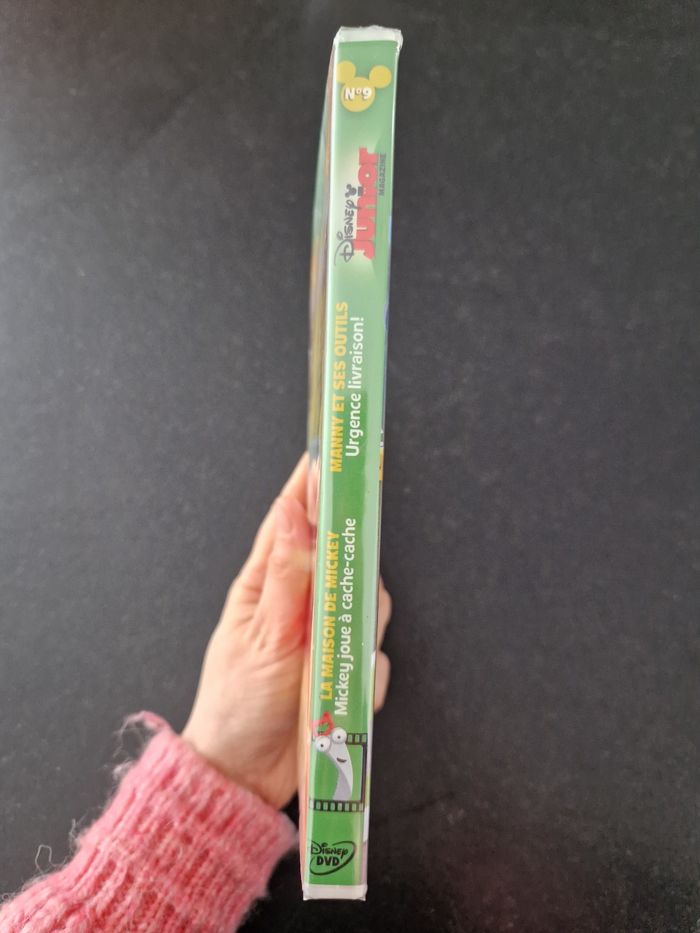 N°9
Disney
Junior
MAGAZINE
MANNY ET SES OUTILS
Urgence livraison!
LA MAISON DE MICKEY
Mickey joue à cache-cache
Disney
DVD